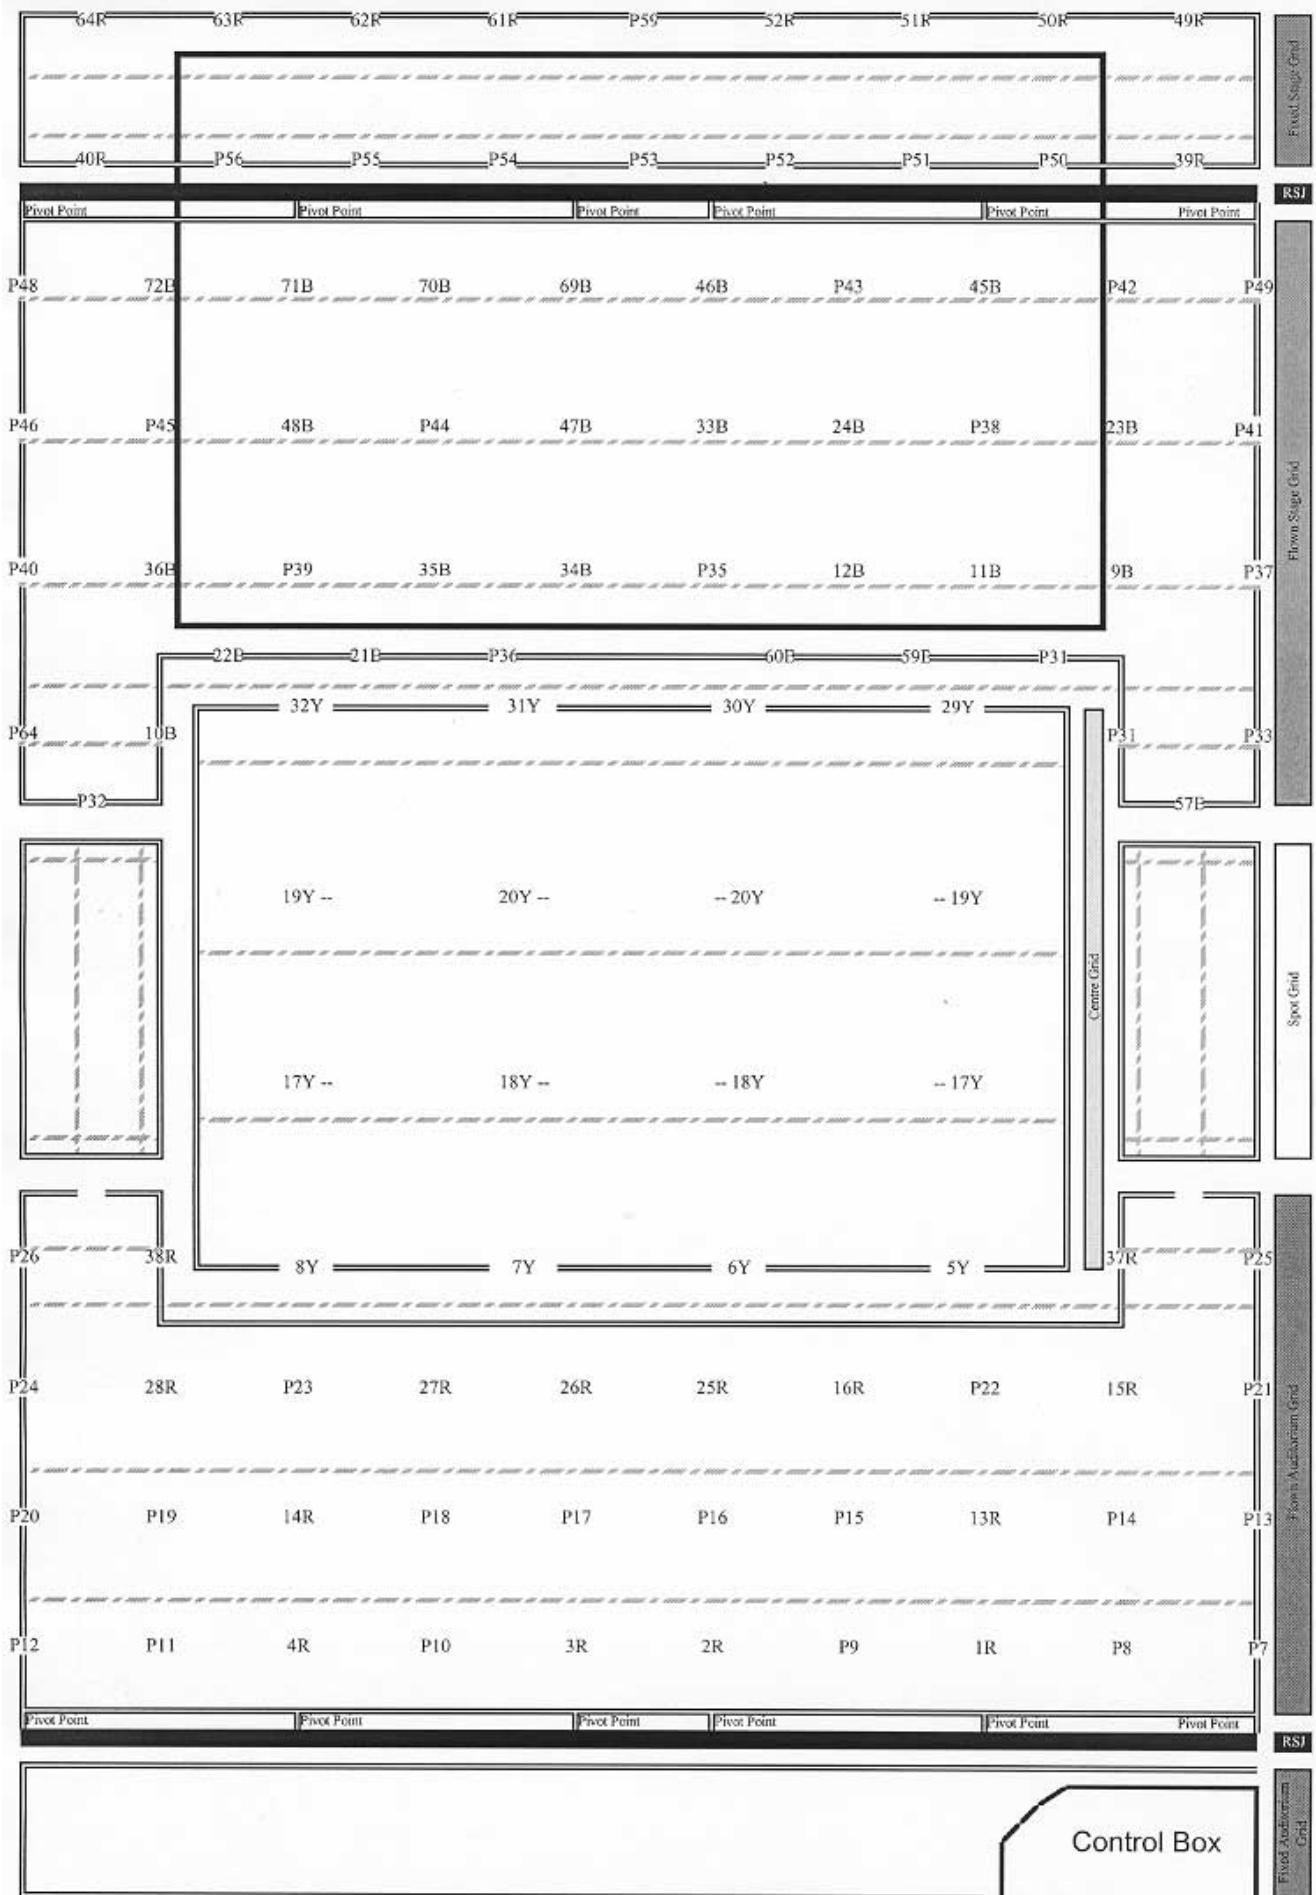 64R 63R 62R 61R P59 52R 51R 50R 49R
Fixed Stage Grid
40R P56 P55 P54 P53 P52 P51 P50 39R
RSJ
Pivot Point Pivot Point Pivot Point Pivot Point Pivot Point Pivot Point
P48 72B 71B 70B 69B 46B P43 45B P42 P49
P46 P45 48B P44 47B 33B 24B P38 23B P41
Flown Stage Grid
P40 36B P39 35B 34B P35 12B 11B 9B P37
22B 21B P36 60B 59B P31
32Y 31Y 30Y 29Y
P64 10B P31 P33
P32 57B
19Y -- 20Y -- -- 20Y -- 19Y
Centre Grid
Spot Grid
17Y -- 18Y -- -- 18Y -- 17Y
P26 38R 37R P25
8Y 7Y 6Y 5Y
P24 28R P23 27R 26R 25R 16R P22 15R P21
Flown Auditorium Grid
P20 P19 14R P18 P17 P16 P15 13R P14 P13
P12 P11 4R P10 3R 2R P9 1R P8 P7
Pivot Point Pivot Point Pivot Point Pivot Point Pivot Point Pivot Point
RSJ
Control Box
Fixed Auditorium
Grid